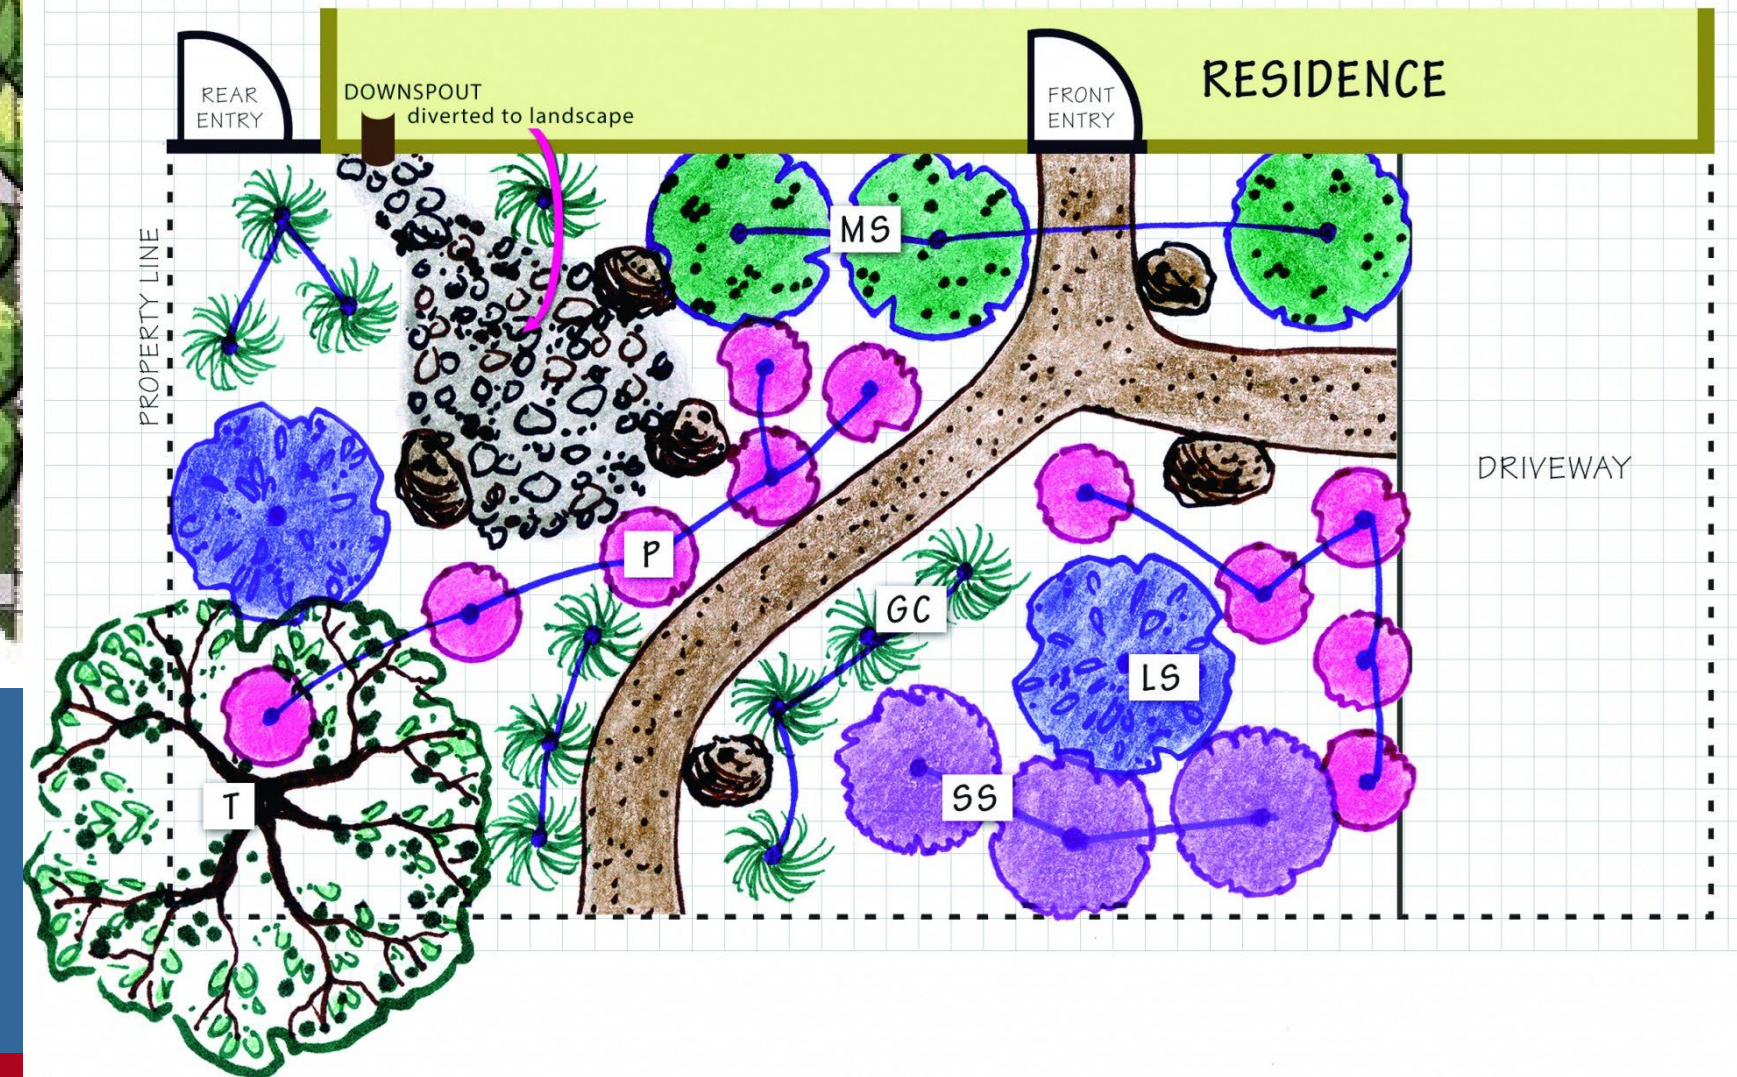 REAR
ENTRY
DOWNSPOUT
diverted to landscape
FRONT
ENTRY
RESIDENCE
PROPERTY LINE
MS
DRIVEWAY
P
GC
LS
SS
T